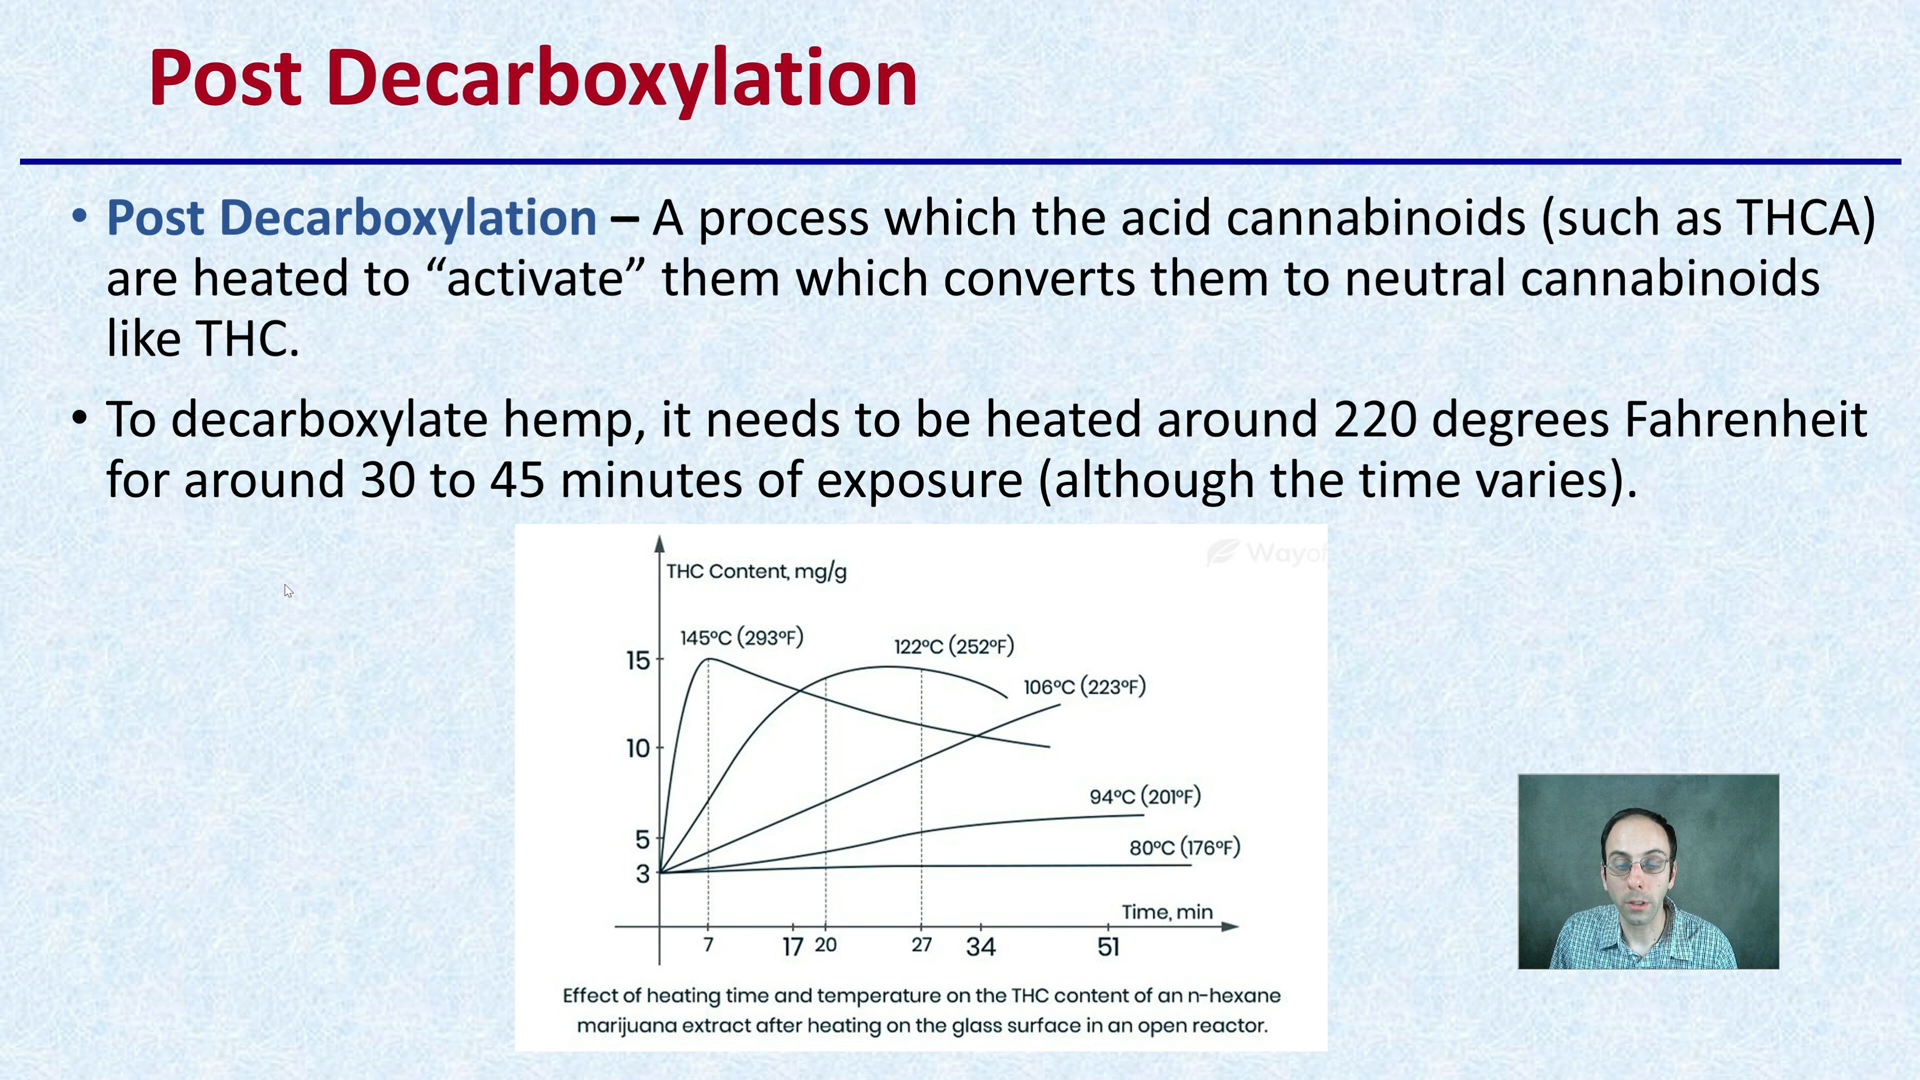 Post Decarboxylation
• Post Decarboxylation – A process which the acid cannabinoids (such as THCA)
are heated to “activate” them which converts them to neutral cannabinoids
like THC.
• To decarboxylate hemp, it needs to be heated around 220 degrees Fahrenheit
for around 30 to 45 minutes of exposure (although the time varies).
Wayof
THC Content, mg/g
145ºC (293ºF)
122ºC (252ºF)
15
106ºC (223ºF)
10
94ºC (201ºF)
5
80ºC (176ºF)
3
Time, min
7 17 20 27 34 51
Effect of heating time and temperature on the THC content of an n-hexane
marijuana extract after heating on the glass surface in an open reactor.